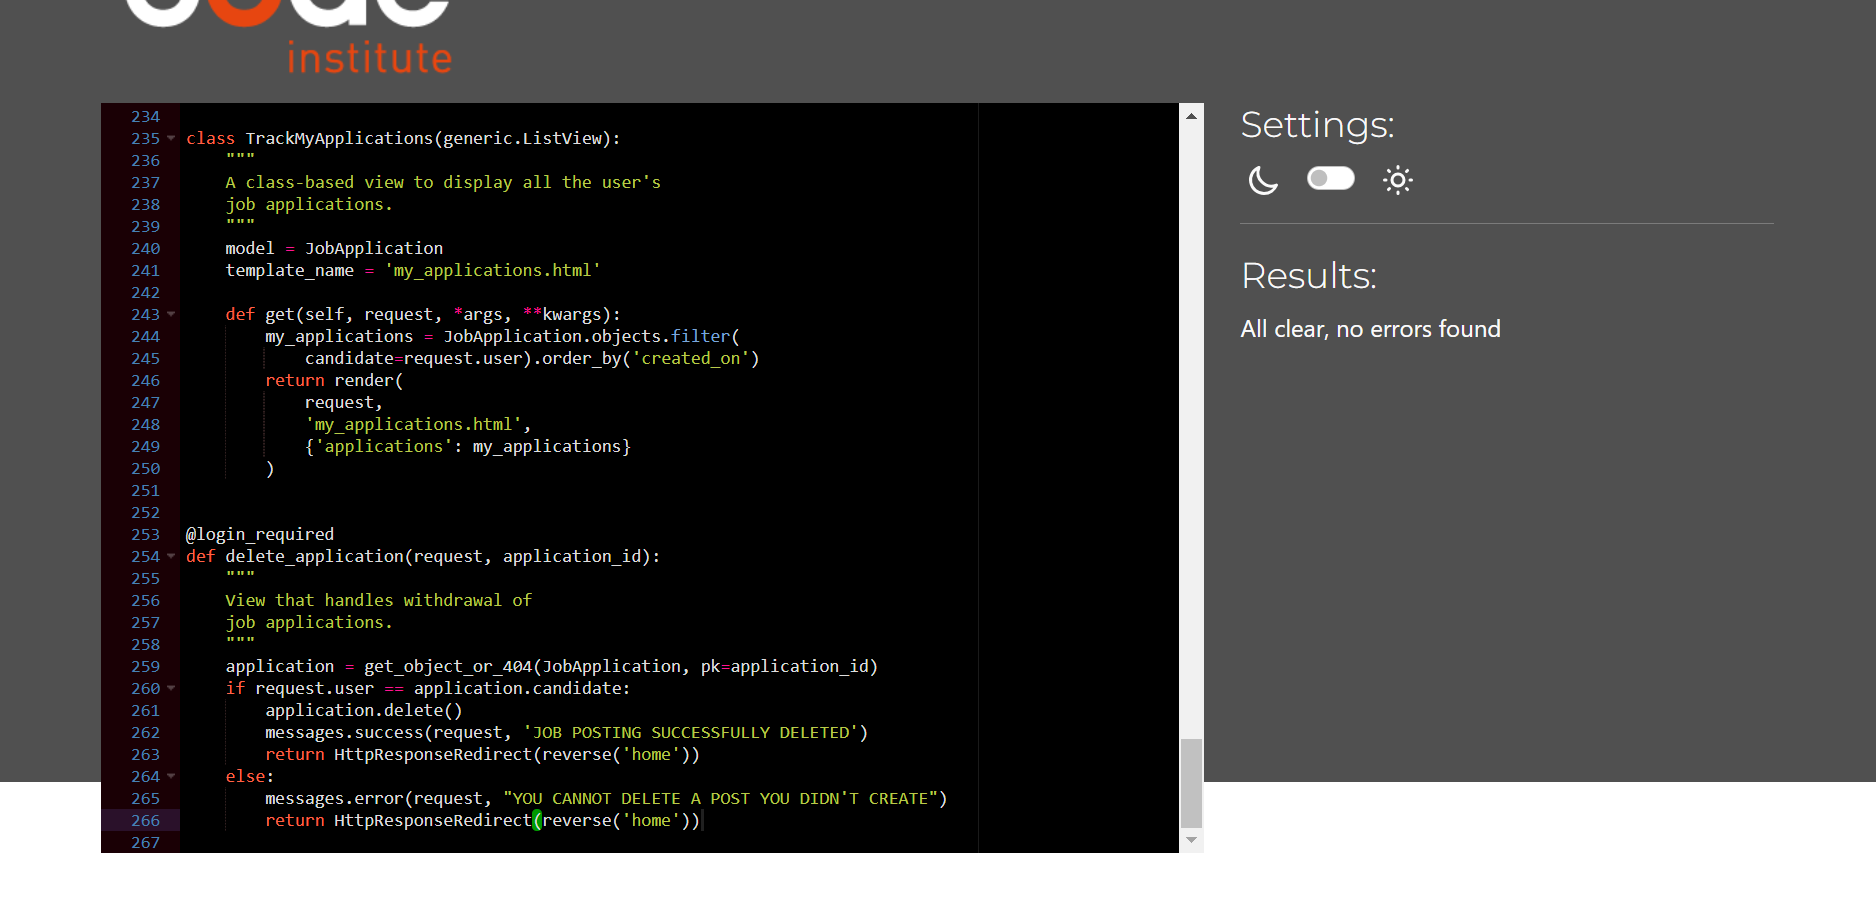 institute
234
235 class TrackMyApplications(generic.ListView):
236     """
237     A class-based view to display all the user's
238     job applications.
239     """
240     model = JobApplication
241     template_name = 'my_applications.html'
242
243     def get(self, request, *args, **kwargs):
244         my_applications = JobApplication.objects.filter(
245             candidate=request.user).order_by('created_on')
246         return render(
247             request,
248             'my_applications.html',
249             {'applications': my_applications}
250         )
251
252
253 @login_required
254 def delete_application(request, application_id):
255     """
256     View that handles withdrawal of
257     job applications.
258     """
259     application = get_object_or_404(JobApplication, pk=application_id)
260     if request.user == application.candidate:
261         application.delete()
262         messages.success(request, 'JOB POSTING SUCCESSFULLY DELETED')
263         return HttpResponseRedirect(reverse('home'))
264     else:
265         messages.error(request, "YOU CANNOT DELETE A POST YOU DIDN'T CREATE")
266         return HttpResponseRedirect(reverse('home'))
267
Settings:
Results:
All clear, no errors found